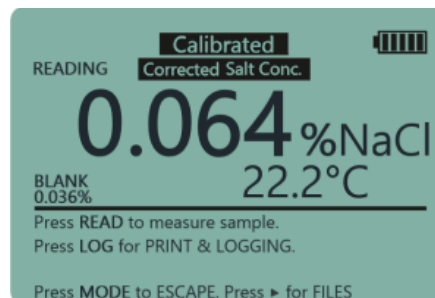 Calibrated
READING Corrected Salt Conc.
0.064 %NaCl
BLANK
0.036% 22.2°C
Press READ to measure sample.
Press LOG for PRINT & LOGGING.
Press MODE to ESCAPE. Press ► for FILES